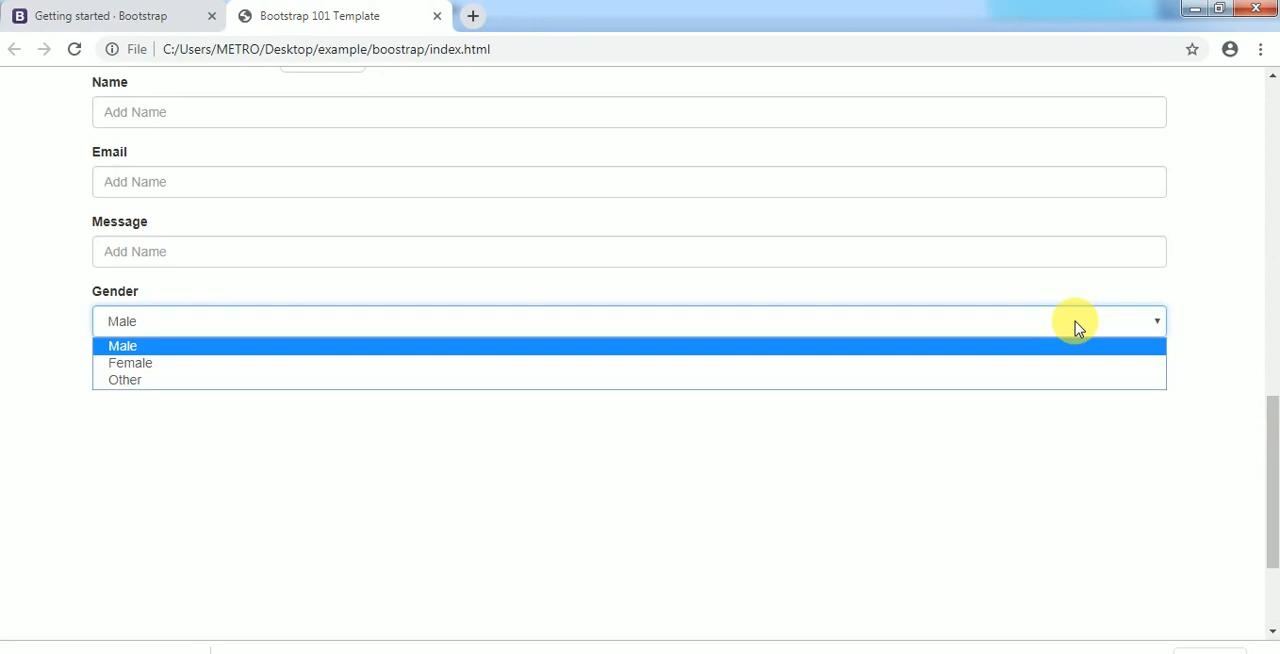 Getting started · Bootstrap
Bootstrap 101 Template
File C:/Users/METRO/Desktop/example/boostrap/index.html
Name
Add Name
Email
Add Name
Message
Add Name
Gender
Male
Male
Female
Other